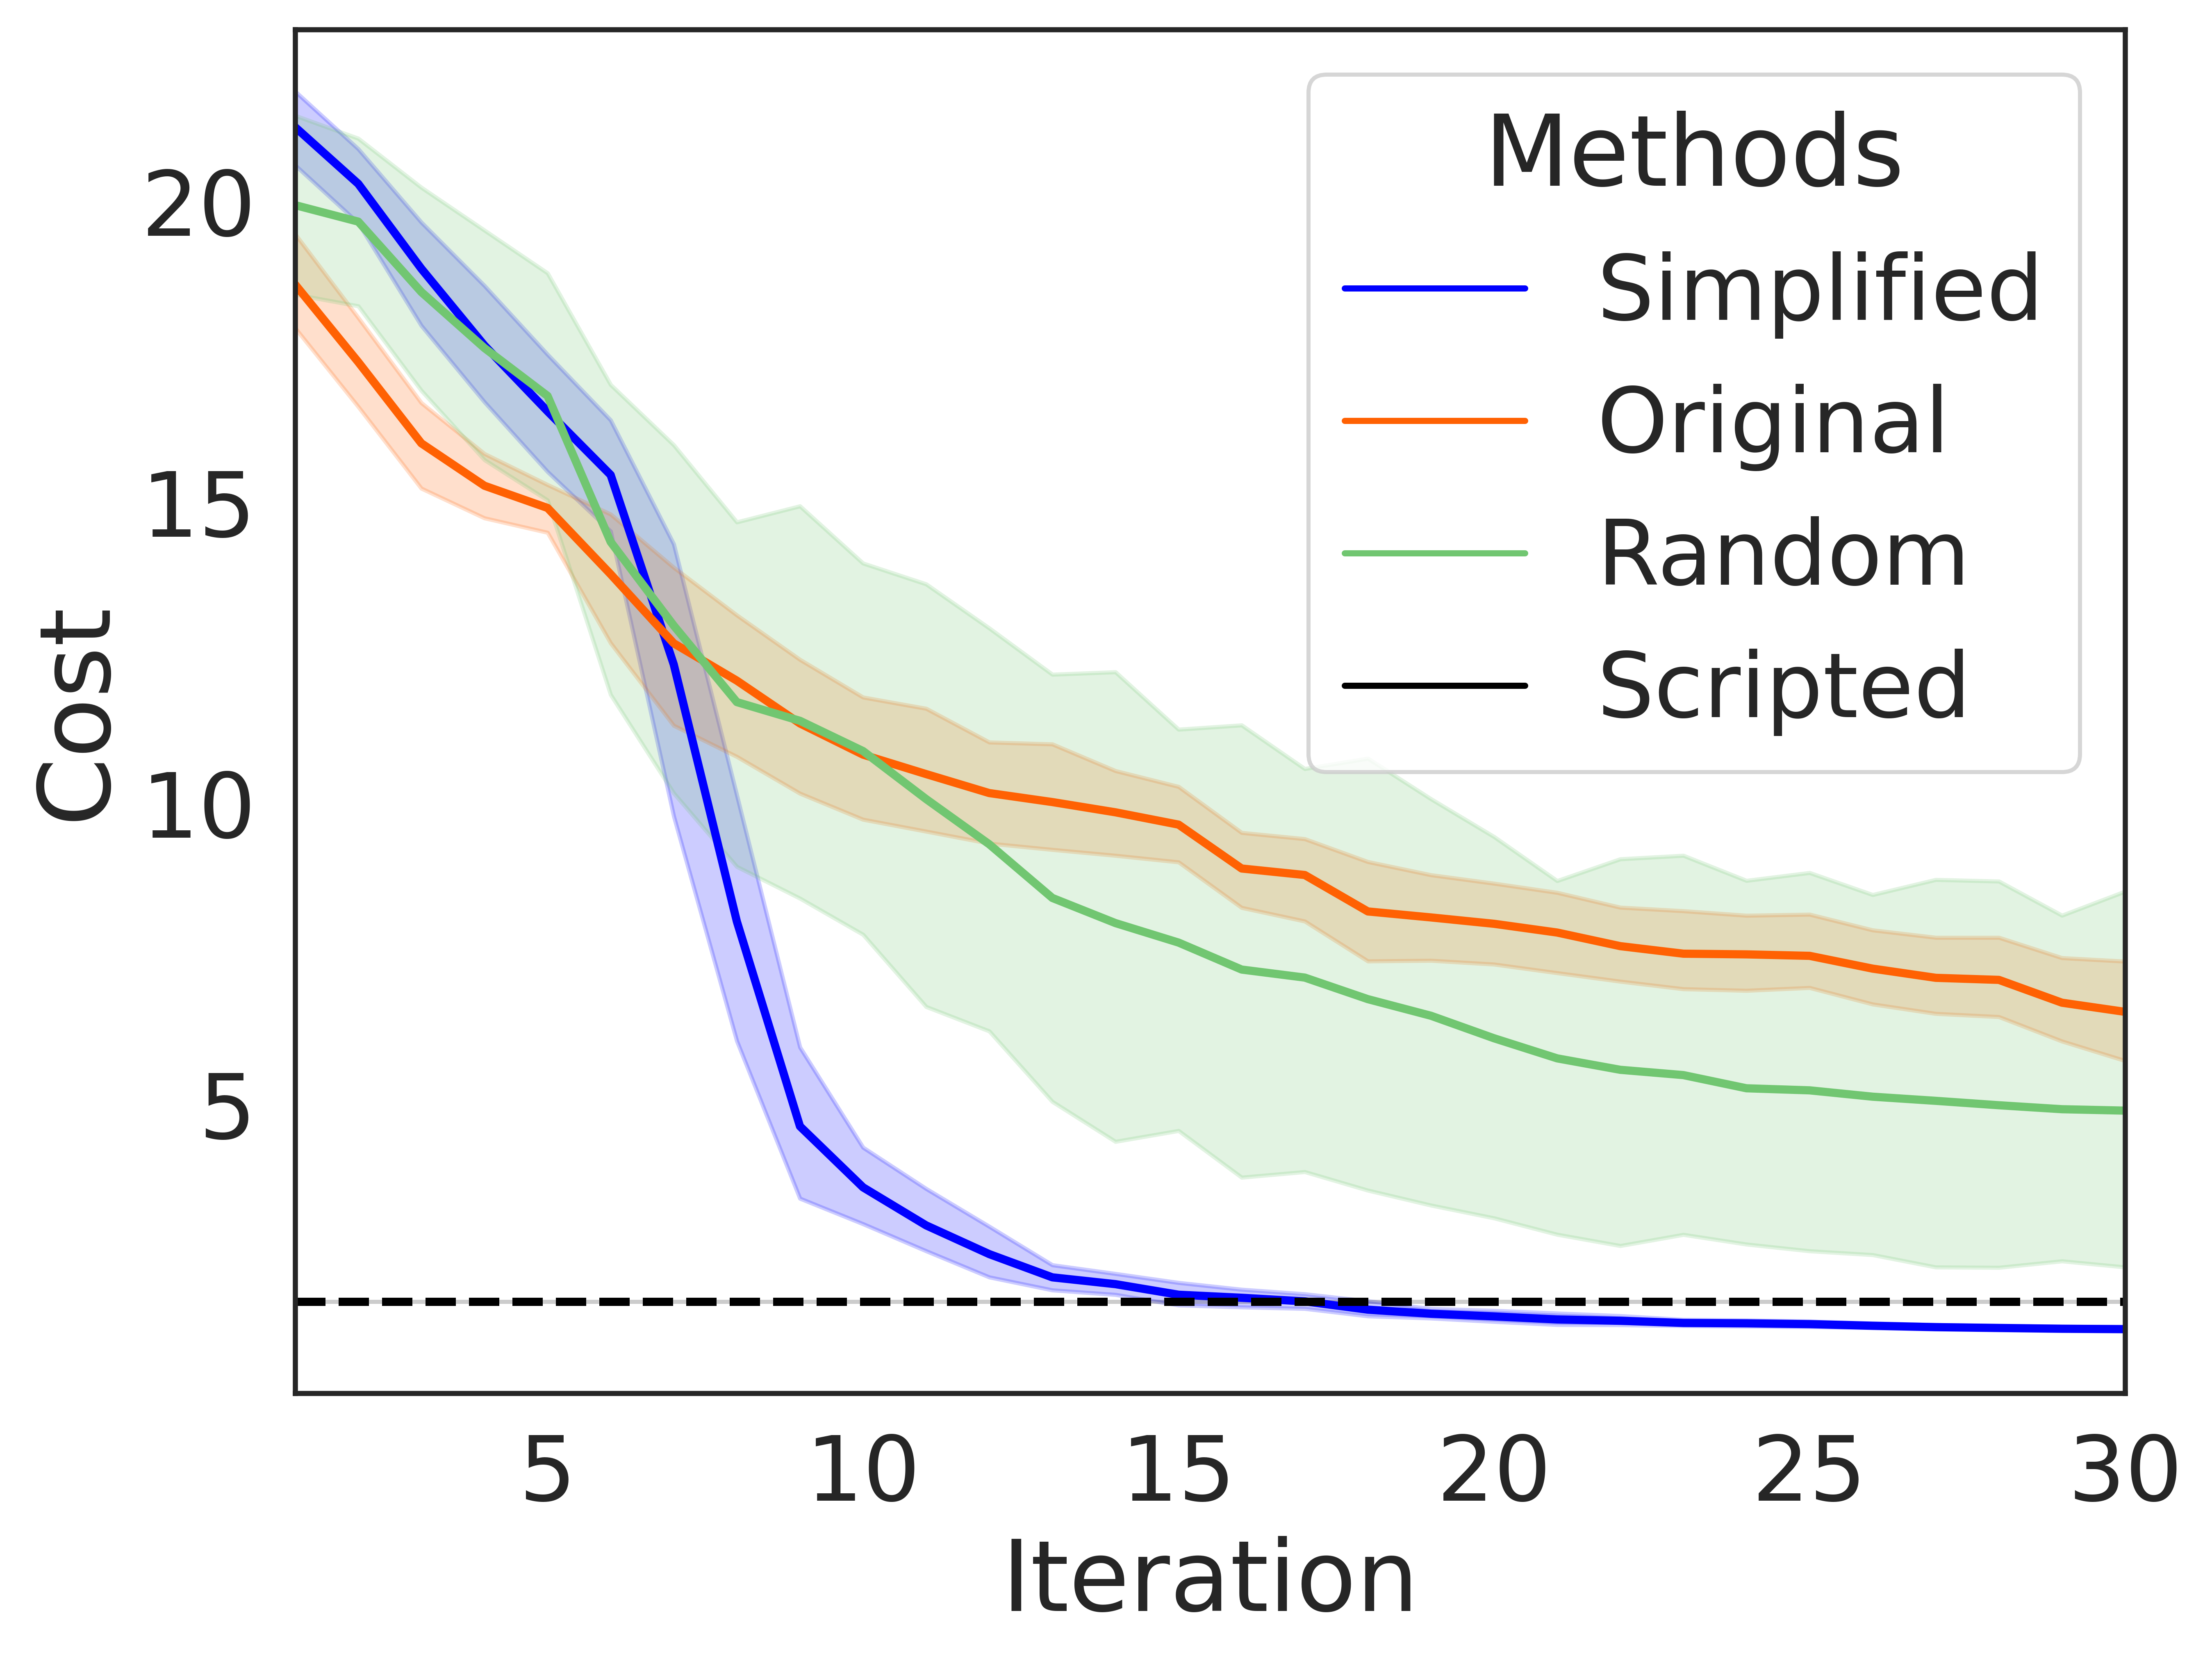 Cost
20
15
10
5
5 10 15 20 25 30
Iteration
Methods
Simplified
Original
Random
Scripted